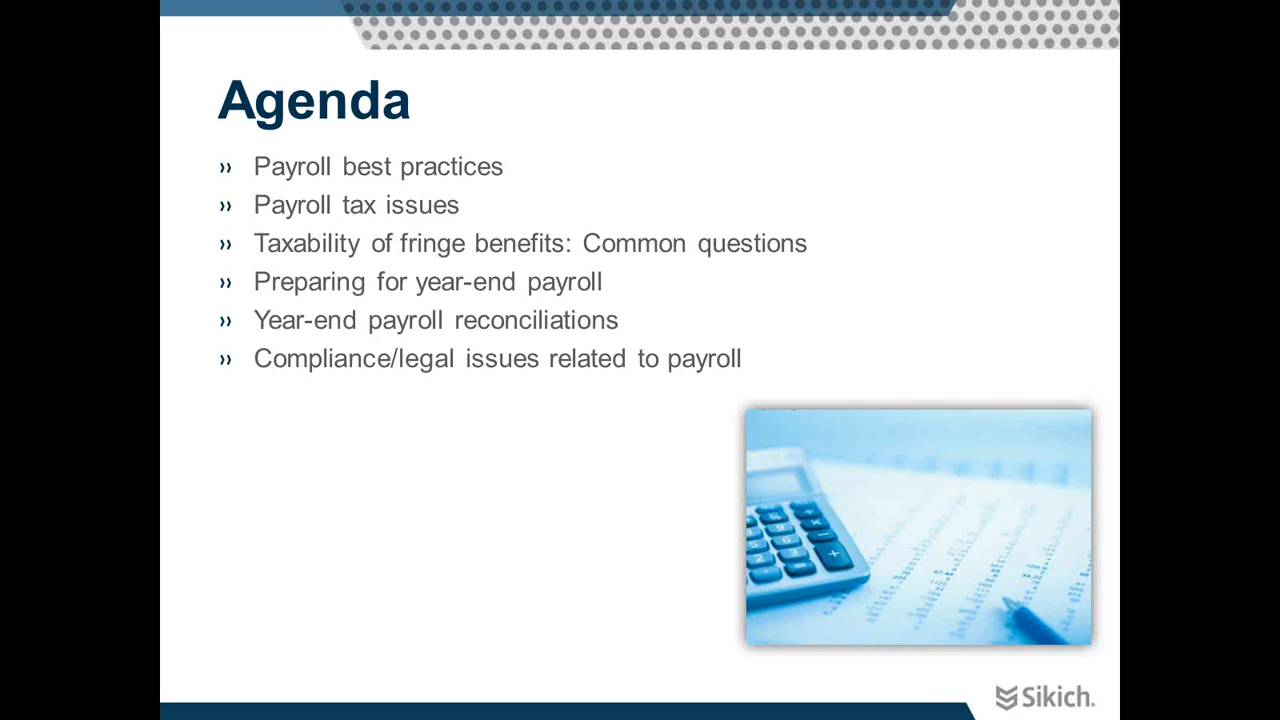 Agenda
›› Payroll best practices
›› Payroll tax issues
›› Taxability of fringe benefits: Common questions
›› Preparing for year-end payroll
›› Year-end payroll reconciliations
›› Compliance/legal issues related to payroll
Sikich.